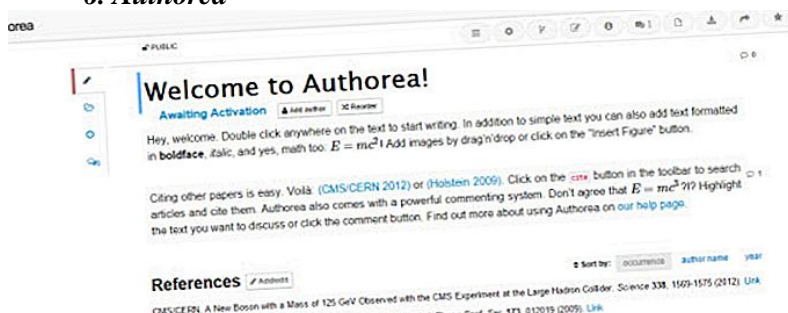 6. Authorea
orea
PUBLIC
1
0
Welcome to Authorea!
Awaiting Activation Add author Reorder
Hey, welcome. Double click anywhere on the text to start writing. In addition to simple text you can also add text formatted
in boldface, italic, and yes, math too: E = mc²! Add images by drag'n'drop or click on the "Insert Figure" button.
Citing other papers is easy. Voilà: (CMS/CERN 2012) or (Holstein 2009). Click on the cite button in the toolbar to search
1
articles and cite them. Authorea also comes with a powerful commenting system. Don't agree that E = mc³?!? Highlight
the text you want to discuss or click the comment button. Find out more about using Authorea on our help page.
References
Sort by: occurrence author name year
CMS/CERN. A New Boson with a Mass of 125 GeV Observed with the CMS Experiment at the Large Hadron Collider. Science 338, 1569-1575 (2012). Link
173, 012019 (2009). Link